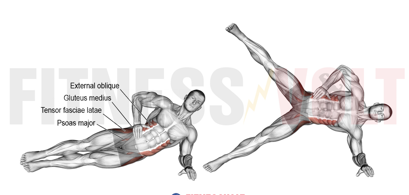 FITNESS VOLT
External oblique
Gluteus medius
Tensor fasciae latae
Psoas major